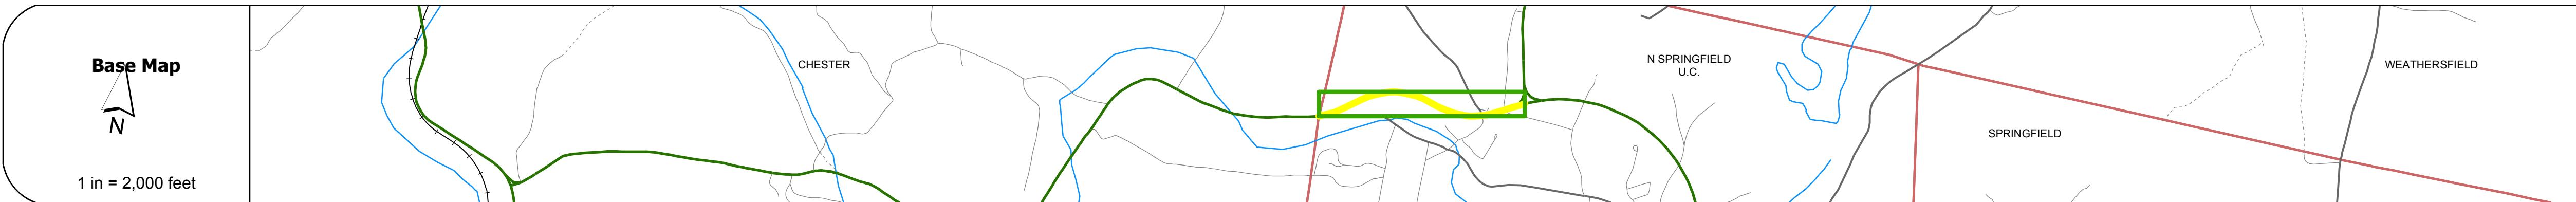 Base Map
N
1 in = 2,000 feet
CHESTER
N SPRINGFIELD
U.C.
SPRINGFIELD
WEATHERSFIELD